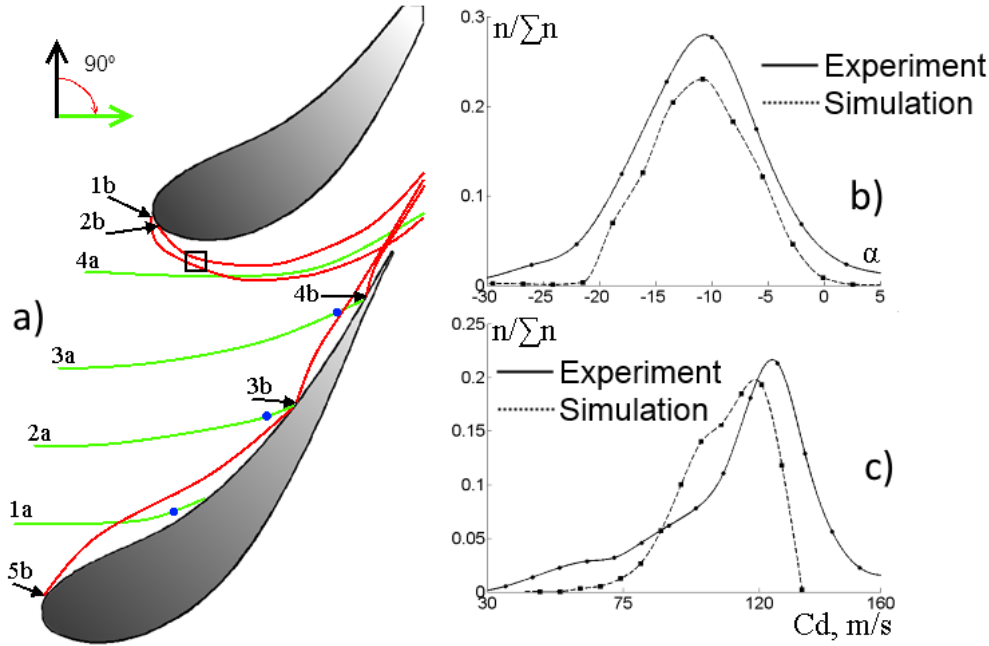 a)
90°
1b
2b
4a
4b
3a
3b
2a
1a
5b
n/∑n
0.3
0.2
0.1
0
-30
-25
-20
-15
-10
-5
0
5
α
Experiment
Simulation
b)
n/∑n
0.25
0.2
0.15
0.1
0.05
0
30
75
120
160
Cd, m/s
Experiment
Simulation
c)